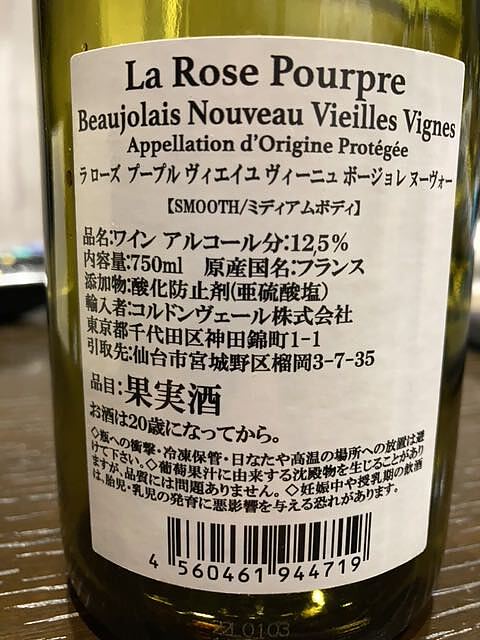 La Rose Pourpre
Beaujolais Nouveau Vieilles Vignes
Appellation d'Origine Protégée
ラ ローズ プープル ヴィエイユ ヴィーニュ ボージョレ ヌーヴォー
【SMOOTH/ミディアムボディ】
品名:ワイン アルコール分:12,5%
内容量:750ml 原産国名:フランス
添加物:酸化防止剤(亜硫酸塩)
輸入者:コルドンヴェール株式会社
東京都千代田区神田錦町1-1
引取先:仙台市宮城野区榴岡3-7-35
品目:果実酒
お酒は20歳になってから。
◇瓶への衝撃・冷凍保管・日なたや高温の場所への放置は避
けて下さい。◇葡萄果汁に由来する沈殿物を生じることがあり
ますが、品質には問題ありません。◇妊娠中や授乳期の飲酒
は、胎児・乳児の発育に悪影響を与える恐れがあります。
4 560461 944719